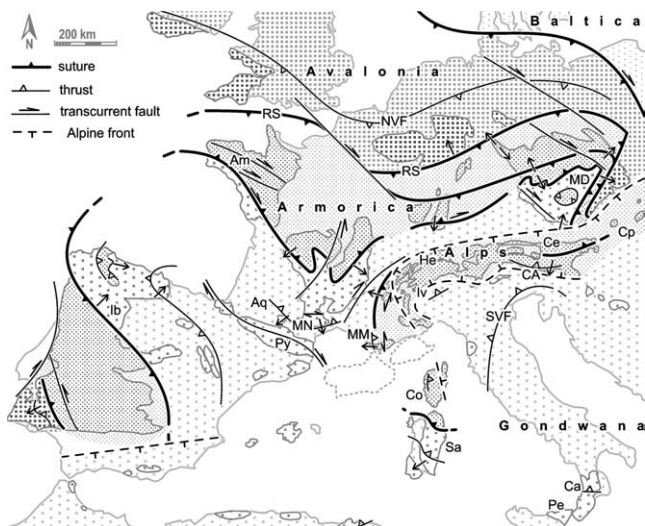 N
200 km
suture
thrust
transcurrent fault
Alpine front
Baltica
Avalonia
NVF
RS
RS
Am
MD
Armorica
Cp
Ce
Alps
He
CA
Ib
Iv
Aq
MN
SVF
Py
MM
Co
Gondwana
Sa
Ca
Pe